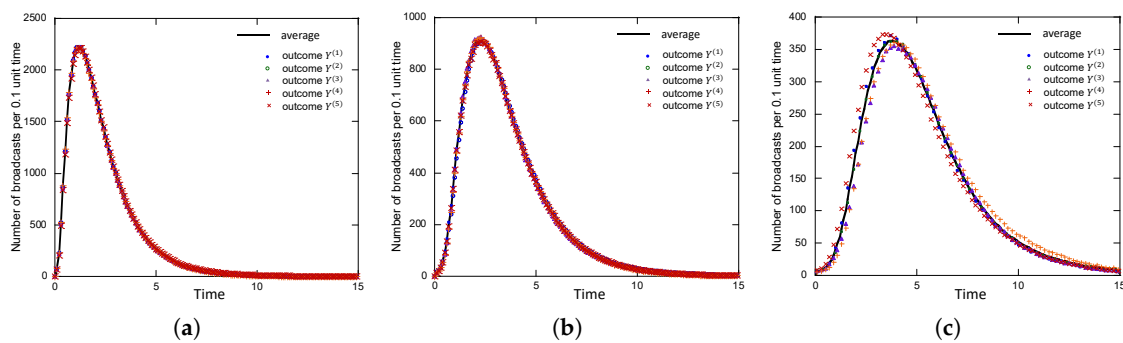 2500
2000
1500
1000
500
0
0
5
10
15
Number of broadcasts per 0.1 unit time
Time
average
outcome Y⁽¹⁾
outcome Y⁽²⁾
outcome Y⁽³⁾
outcome Y⁽⁴⁾
outcome Y⁽⁵⁾
(a)
1000
800
600
400
200
0
0
5
10
15
Number of broadcasts per 0.1 unit time
Time
average
outcome Y⁽¹⁾
outcome Y⁽²⁾
outcome Y⁽³⁾
outcome Y⁽⁴⁾
outcome Y⁽⁵⁾
(b)
400
350
300
250
200
150
100
50
0
0
5
10
15
Number of broadcasts per 0.1 unit time
Time
average
outcome Y⁽¹⁾
outcome Y⁽²⁾
outcome Y⁽³⁾
outcome Y⁽⁴⁾
outcome Y⁽⁵⁾
(c)